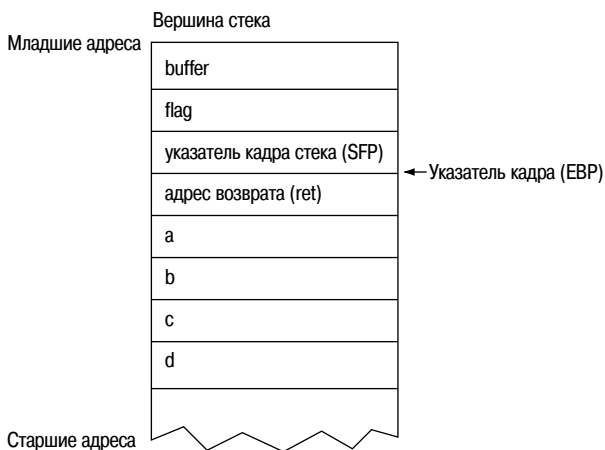 Вершина стека
Младшие адреса
buffer
flag
указатель кадра стека (SFP)
Указатель кадра (EBP)
адрес возврата (ret)
a
b
c
d
Старшие адреса